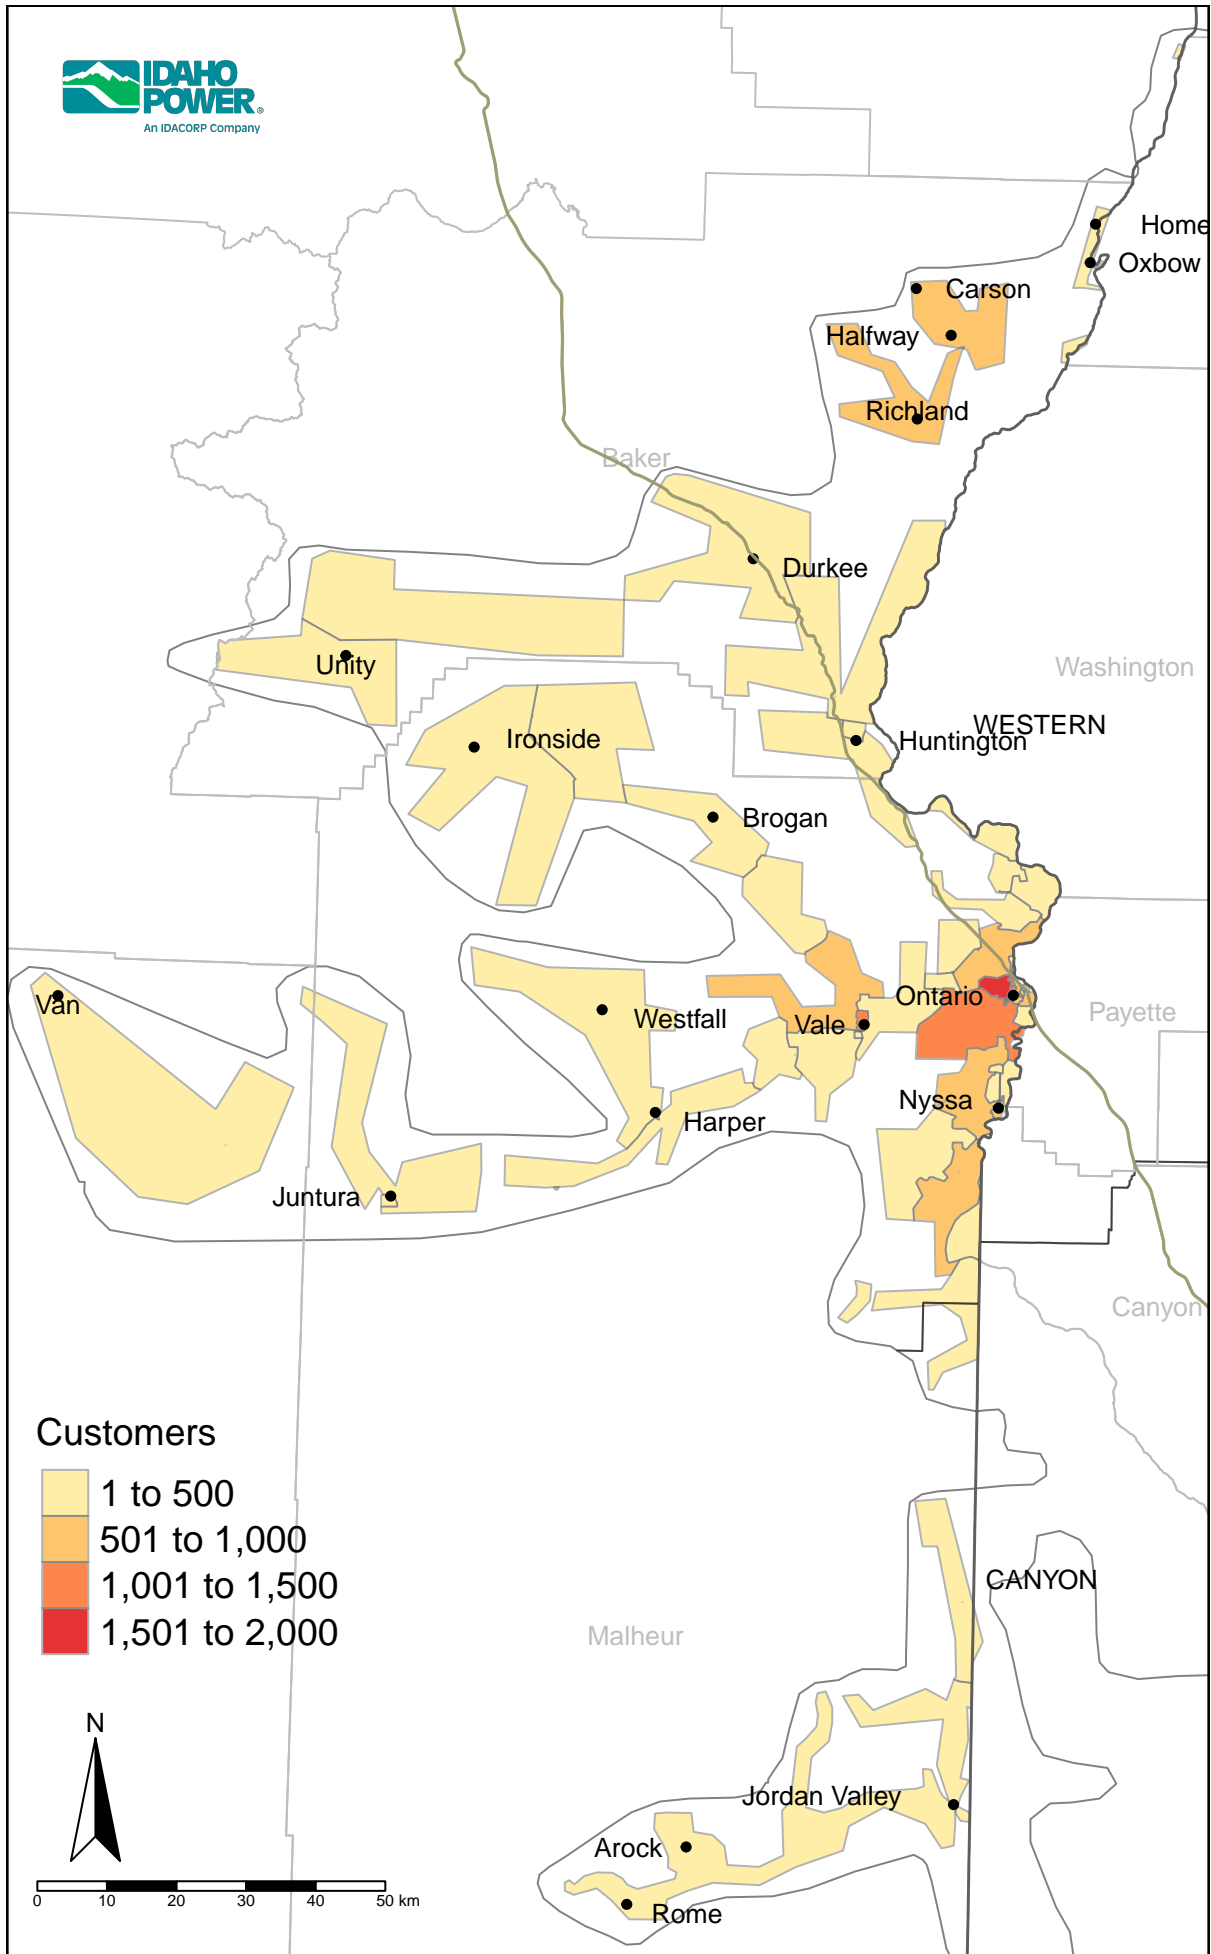 IDAHO
POWER®
An IDACORP Company
Home
Oxbow
Carson
Halfway
Richland
Baker
Durkee
Unity
Washington
WESTERN
Huntington
Ironside
Brogan
Van
Ontario
Westfall
Vale
Payette
Nyssa
Harper
Juntura
Canyon
Customers
1 to 500
501 to 1,000
1,001 to 1,500
1,501 to 2,000
CANYON
Malheur
N
Jordan Valley
Arock
Rome
0 10 20 30 40 50 km